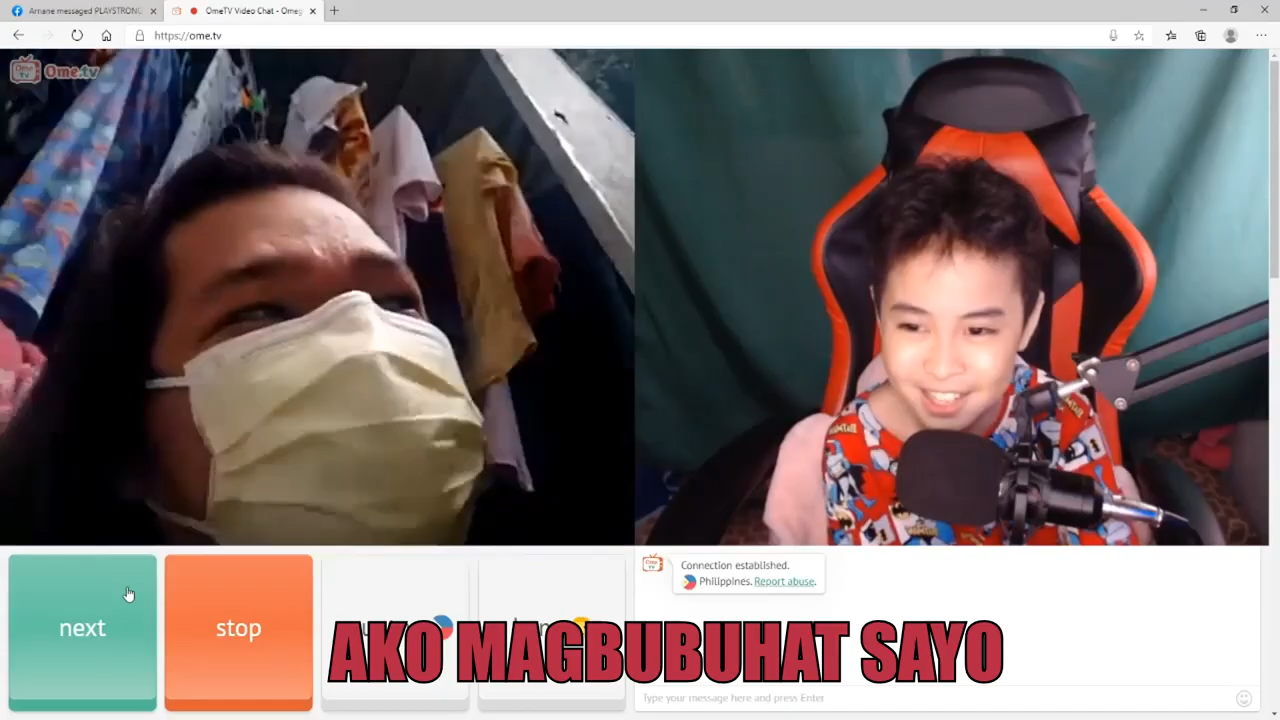 Arnane messaged PLAYSTRONG
OmeTV Video Chat - Omeg
https://ome.tv
Ome.tv
Connection established.
Philippines. Report abuse.
next
stop
AKO MAGBUBUHAT SAYO
Type your message here and press Enter